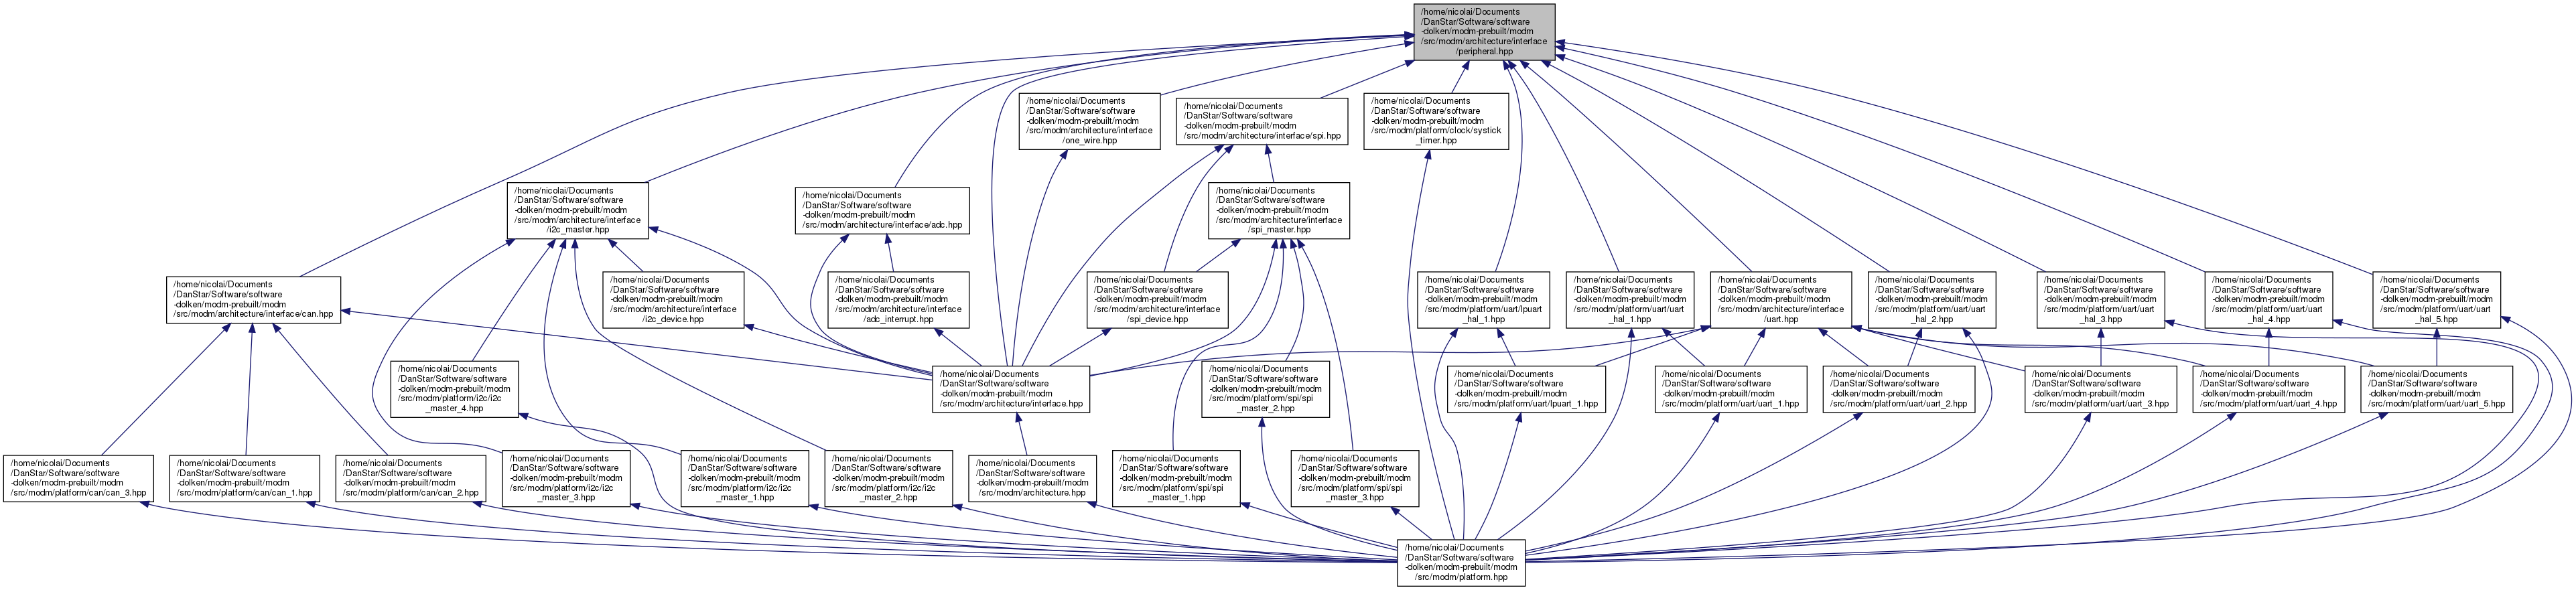 /home/nicolai/Documents
/DanStar/Software/software
-dolken/modm-prebuilt/modm
/src/modm/architecture/interface
/peripheral.hpp
/home/nicolai/Documents
/DanStar/Software/software
-dolken/modm-prebuilt/modm
/src/modm/architecture/interface
/one_wire.hpp
/home/nicolai/Documents
/DanStar/Software/software
-dolken/modm-prebuilt/modm
/src/modm/architecture/interface/spi.hpp
/home/nicolai/Documents
/DanStar/Software/software
-dolken/modm-prebuilt/modm
/src/modm/platform/clock/systick
_timer.hpp
/home/nicolai/Documents
/DanStar/Software/software
-dolken/modm-prebuilt/modm
/src/modm/architecture/interface
/i2c_master.hpp
/home/nicolai/Documents
/DanStar/Software/software
-dolken/modm-prebuilt/modm
/src/modm/architecture/interface/adc.hpp
/home/nicolai/Documents
/DanStar/Software/software
-dolken/modm-prebuilt/modm
/src/modm/architecture/interface
/spi_master.hpp
/home/nicolai/Documents
/DanStar/Software/software
-dolken/modm-prebuilt/modm
/src/modm/architecture/interface/can.hpp
/home/nicolai/Documents
/DanStar/Software/software
-dolken/modm-prebuilt/modm
/src/modm/architecture/interface
/i2c_device.hpp
/home/nicolai/Documents
/DanStar/Software/software
-dolken/modm-prebuilt/modm
/src/modm/architecture/interface
/adc_interrupt.hpp
/home/nicolai/Documents
/DanStar/Software/software
-dolken/modm-prebuilt/modm
/src/modm/architecture/interface
/spi_device.hpp
/home/nicolai/Documents
/DanStar/Software/software
-dolken/modm-prebuilt/modm
/src/modm/platform/uart/lpuart
_hal_1.hpp
/home/nicolai/Documents
/DanStar/Software/software
-dolken/modm-prebuilt/modm
/src/modm/platform/uart/uart
_hal_1.hpp
/home/nicolai/Documents
/DanStar/Software/software
-dolken/modm-prebuilt/modm
/src/modm/architecture/interface
/uart.hpp
/home/nicolai/Documents
/DanStar/Software/software
-dolken/modm-prebuilt/modm
/src/modm/platform/uart/uart
_hal_2.hpp
/home/nicolai/Documents
/DanStar/Software/software
-dolken/modm-prebuilt/modm
/src/modm/platform/uart/uart
_hal_3.hpp
/home/nicolai/Documents
/DanStar/Software/software
-dolken/modm-prebuilt/modm
/src/modm/platform/uart/uart
_hal_4.hpp
/home/nicolai/Documents
/DanStar/Software/software
-dolken/modm-prebuilt/modm
/src/modm/platform/uart/uart
_hal_5.hpp
/home/nicolai/Documents
/DanStar/Software/software
-dolken/modm-prebuilt/modm
/src/modm/platform/i2c/i2c
_master_4.hpp
/home/nicolai/Documents
/DanStar/Software/software
-dolken/modm-prebuilt/modm
/src/modm/architecture/interface.hpp
/home/nicolai/Documents
/DanStar/Software/software
-dolken/modm-prebuilt/modm
/src/modm/platform/spi/spi
_master_2.hpp
/home/nicolai/Documents
/DanStar/Software/software
-dolken/modm-prebuilt/modm
/src/modm/platform/uart/lpuart_1.hpp
/home/nicolai/Documents
/DanStar/Software/software
-dolken/modm-prebuilt/modm
/src/modm/platform/uart/uart_1.hpp
/home/nicolai/Documents
/DanStar/Software/software
-dolken/modm-prebuilt/modm
/src/modm/platform/uart/uart_2.hpp
/home/nicolai/Documents
/DanStar/Software/software
-dolken/modm-prebuilt/modm
/src/modm/platform/uart/uart_3.hpp
/home/nicolai/Documents
/DanStar/Software/software
-dolken/modm-prebuilt/modm
/src/modm/platform/uart/uart_4.hpp
/home/nicolai/Documents
/DanStar/Software/software
-dolken/modm-prebuilt/modm
/src/modm/platform/uart/uart_5.hpp
/home/nicolai/Documents
/DanStar/Software/software
-dolken/modm-prebuilt/modm
/src/modm/platform/can/can_3.hpp
/home/nicolai/Documents
/DanStar/Software/software
-dolken/modm-prebuilt/modm
/src/modm/platform/can/can_1.hpp
/home/nicolai/Documents
/DanStar/Software/software
-dolken/modm-prebuilt/modm
/src/modm/platform/can/can_2.hpp
/home/nicolai/Documents
/DanStar/Software/software
-dolken/modm-prebuilt/modm
/src/modm/platform/i2c/i2c
_master_3.hpp
/home/nicolai/Documents
/DanStar/Software/software
-dolken/modm-prebuilt/modm
/src/modm/platform/i2c/i2c
_master_1.hpp
/home/nicolai/Documents
/DanStar/Software/software
-dolken/modm-prebuilt/modm
/src/modm/platform/i2c/i2c
_master_2.hpp
/home/nicolai/Documents
/DanStar/Software/software
-dolken/modm-prebuilt/modm
/src/modm/architecture.hpp
/home/nicolai/Documents
/DanStar/Software/software
-dolken/modm-prebuilt/modm
/src/modm/platform/spi/spi
_master_1.hpp
/home/nicolai/Documents
/DanStar/Software/software
-dolken/modm-prebuilt/modm
/src/modm/platform/spi/spi
_master_3.hpp
/home/nicolai/Documents
/DanStar/Software/software
-dolken/modm-prebuilt/modm
/src/modm/platform.hpp